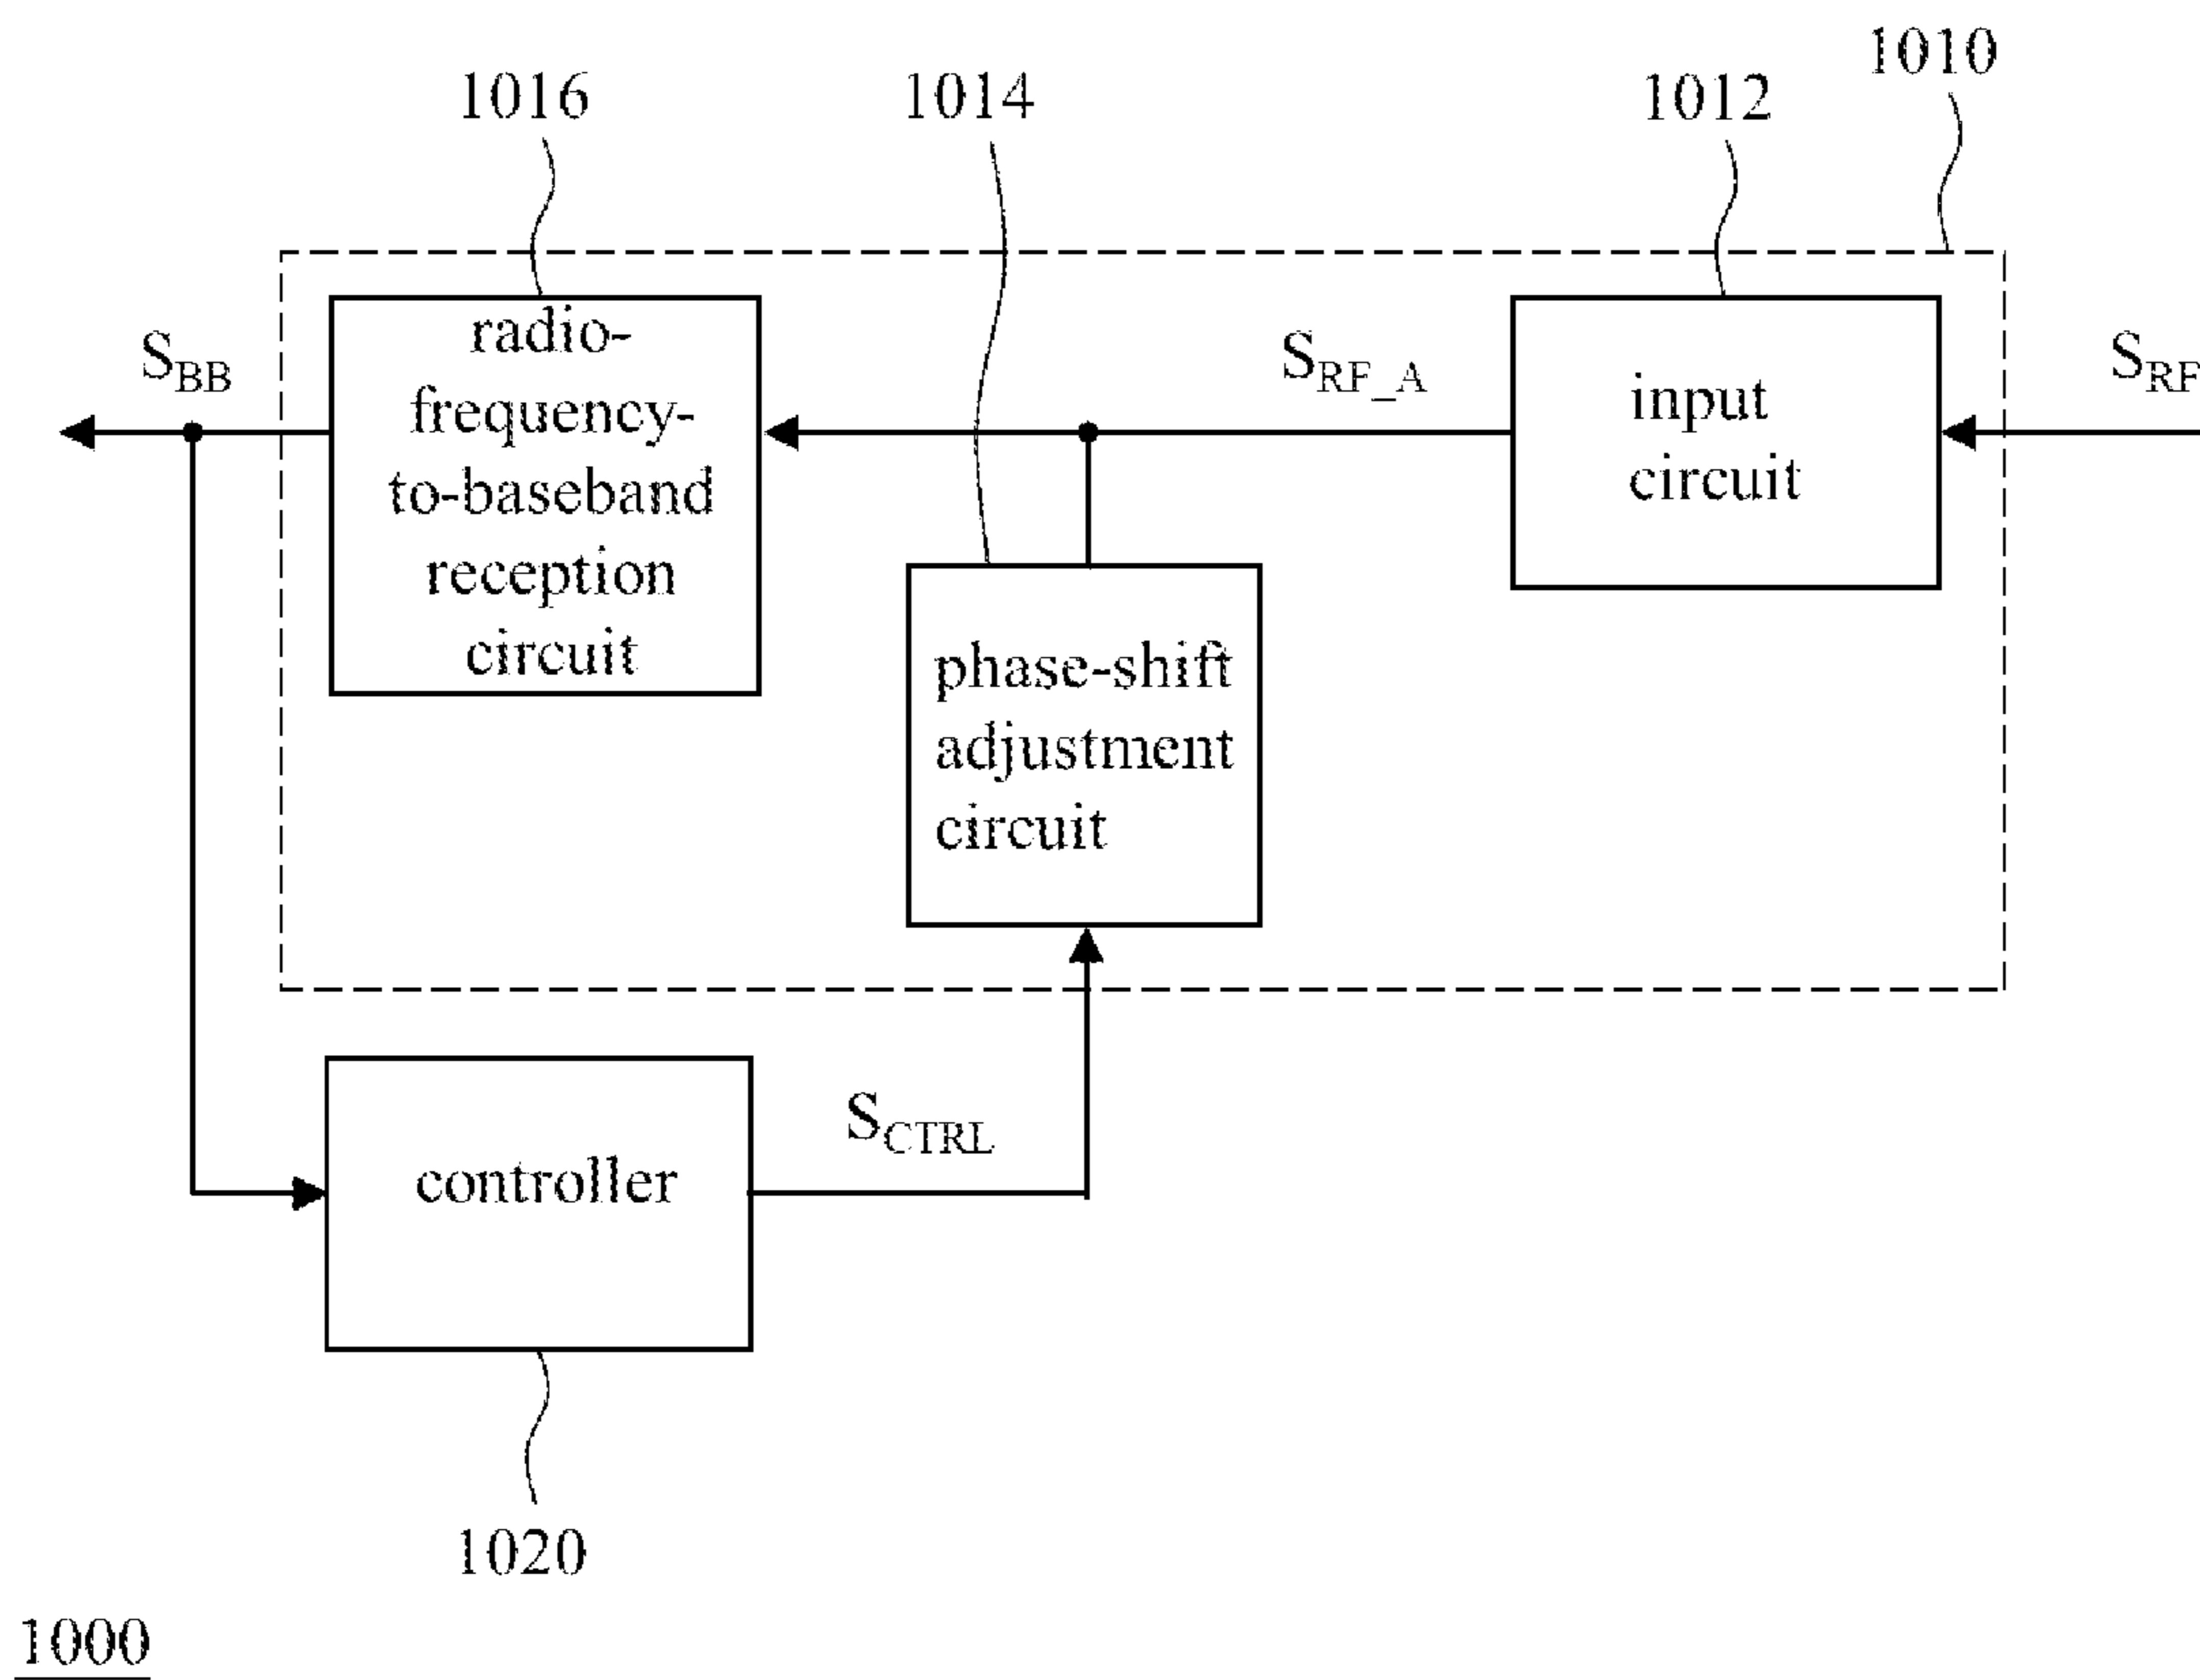 1010
1016
1014
1012
S_BB
radio-
frequency-
to-baseband
reception
circuit
S_RF_A
input
circuit
S_RF
phase-shift
adjustment
circuit
controller
S_CTRL
1020
1000